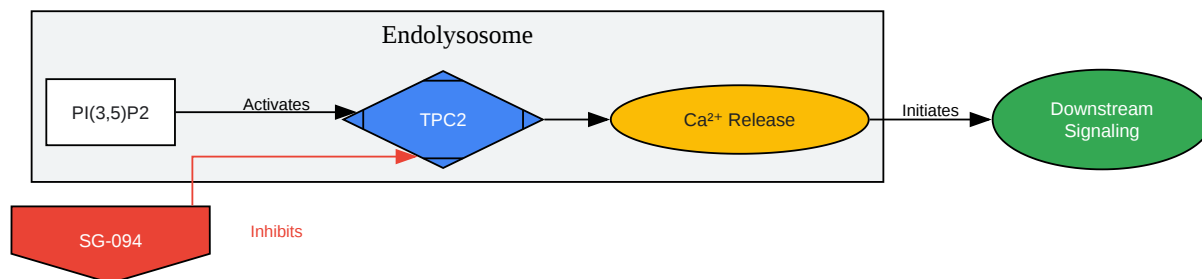 Endolysosome
PI(3,5)P2
Activates
TPC2
Ca²⁺ Release
Initiates
Downstream
Signaling
SG-094
Inhibits